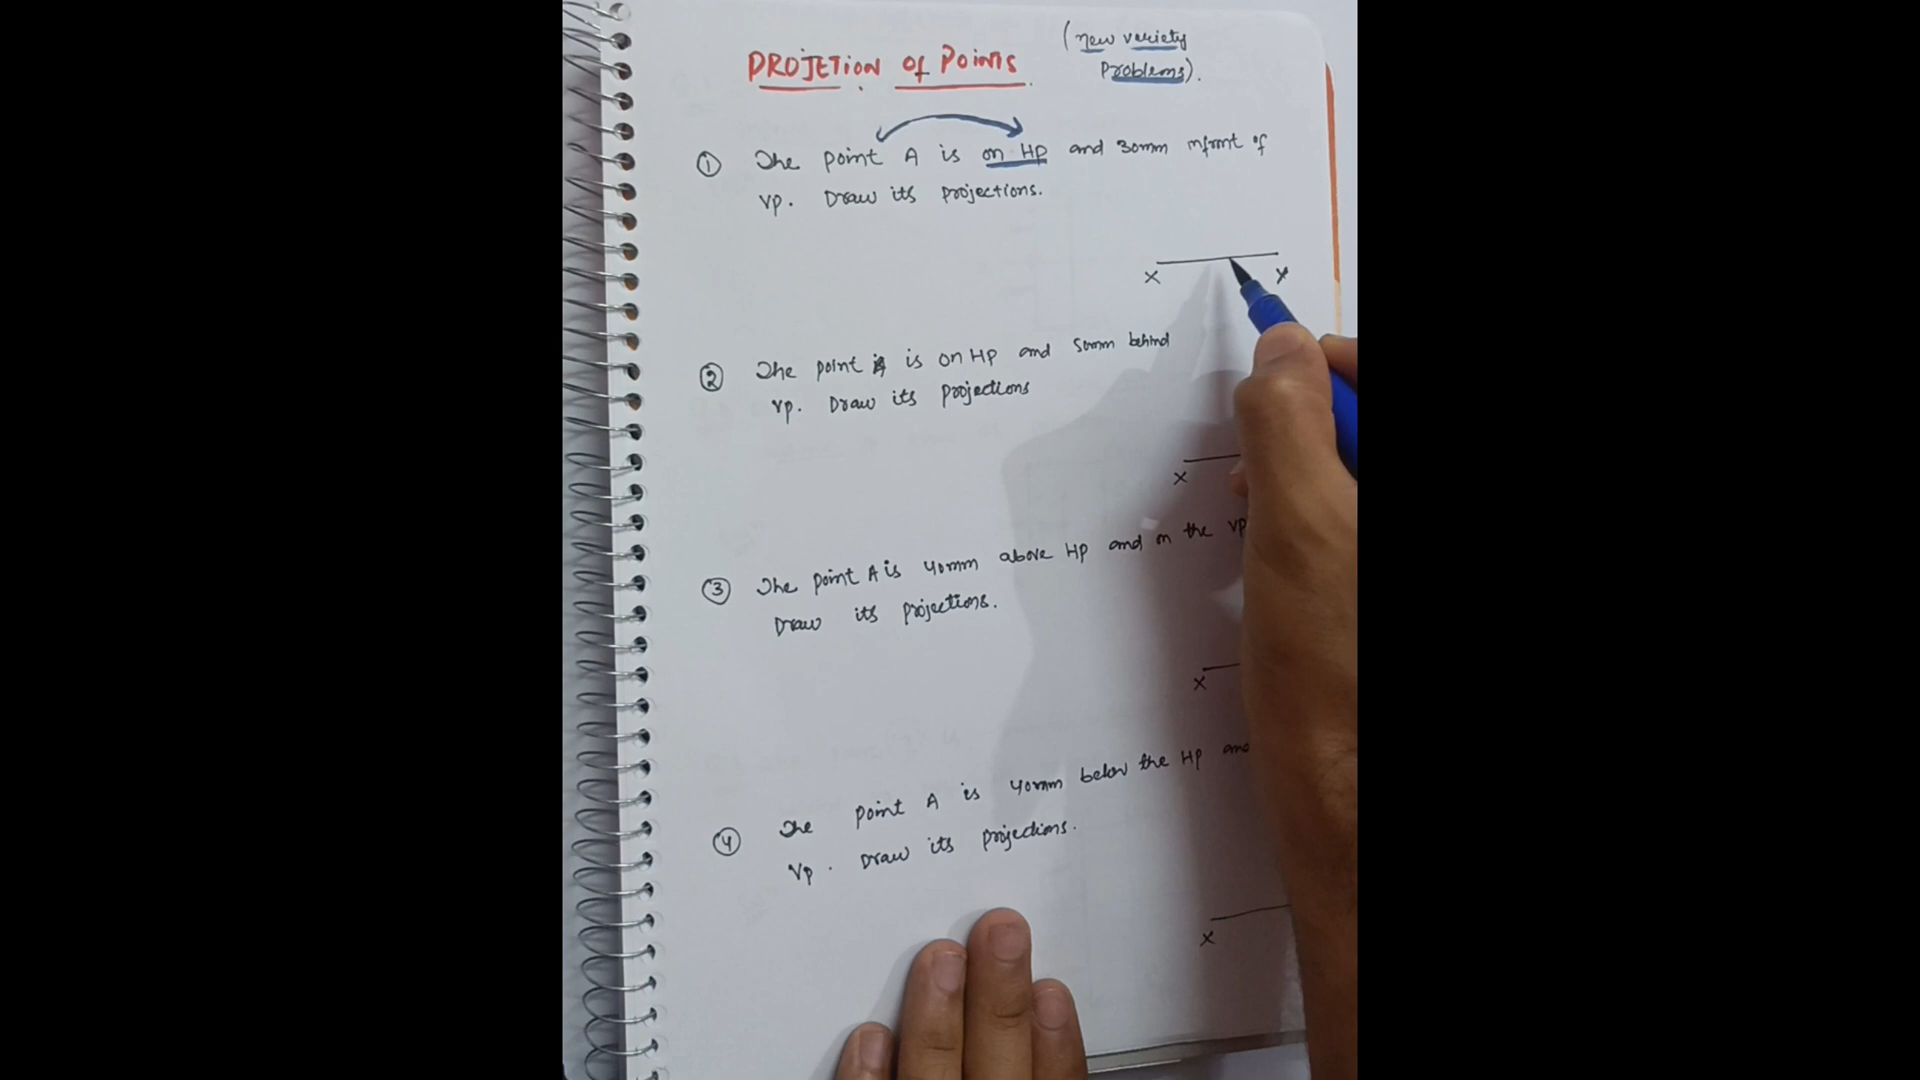 PROJETION of POINTS
(new variety
Problems).
① The point A is on HP and 30mm infront of
VP. Draw its projections.
X Y
② The point A is on HP and 50mm behind
VP. Draw its projections
X
③ The point A is 40mm above HP and on the VP
Draw its projections.
X
④ The point A is 40mm below the HP and
VP. Draw its projections.
X